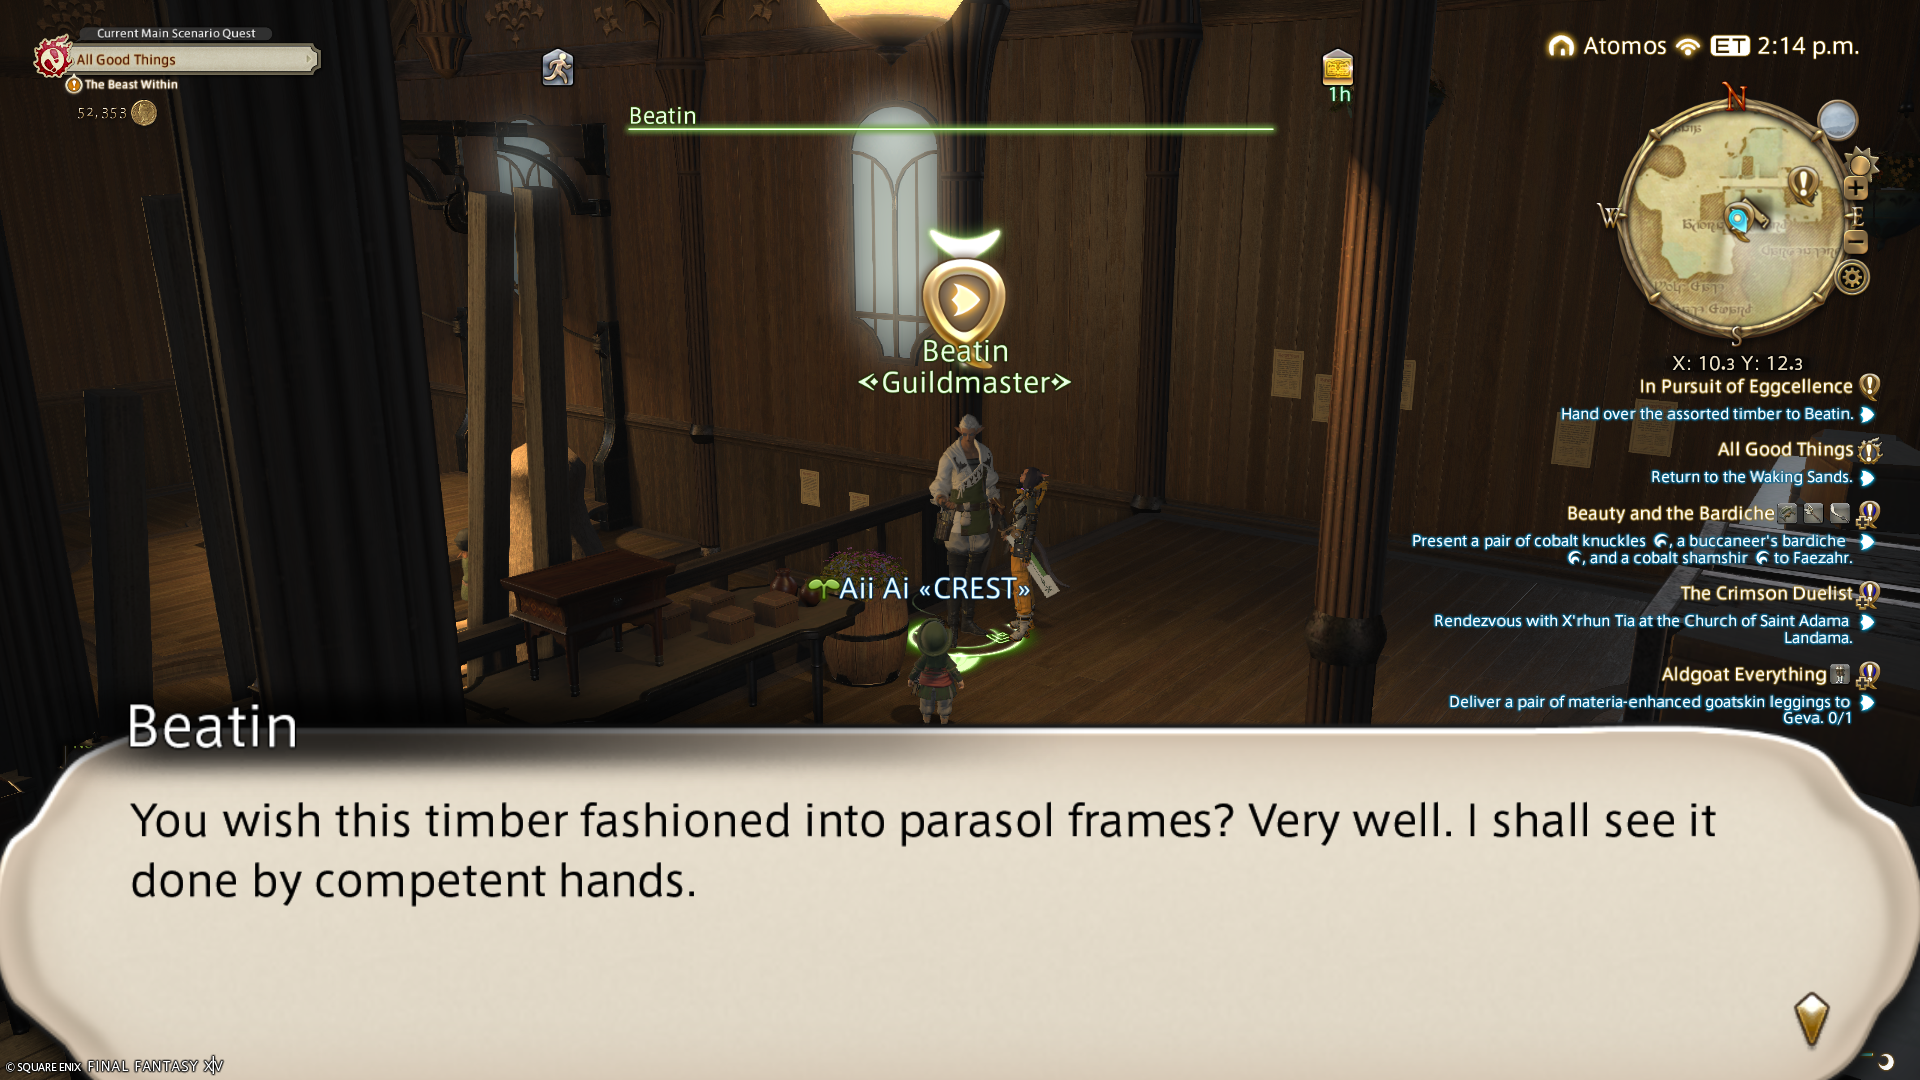 Current Main Scenario Quest
All Good Things
The Beast Within
52,353
Beatin
1h
Atomos ET 2:14 p.m.
N
W
E
S
X: 10.3 Y: 12.3
In Pursuit of Eggcellence
Hand over the assorted timber to Beatin.
All Good Things
Return to the Waking Sands.
Beauty and the Bardiche
Present a pair of cobalt knuckles , a buccaneer's bardiche
, and a cobalt shamshir to Faezahr.
The Crimson Duelist
Rendezvous with X'rhun Tia at the Church of Saint Adama
Landama.
Aldgoat Everything
Deliver a pair of materia-enhanced goatskin leggings to
Geva. 0/1
Beatin
Guildmaster
Aii Ai «CREST»
Beatin
You wish this timber fashioned into parasol frames? Very well. I shall see it
done by competent hands.
© SQUARE ENIX FINAL FANTASY XIV